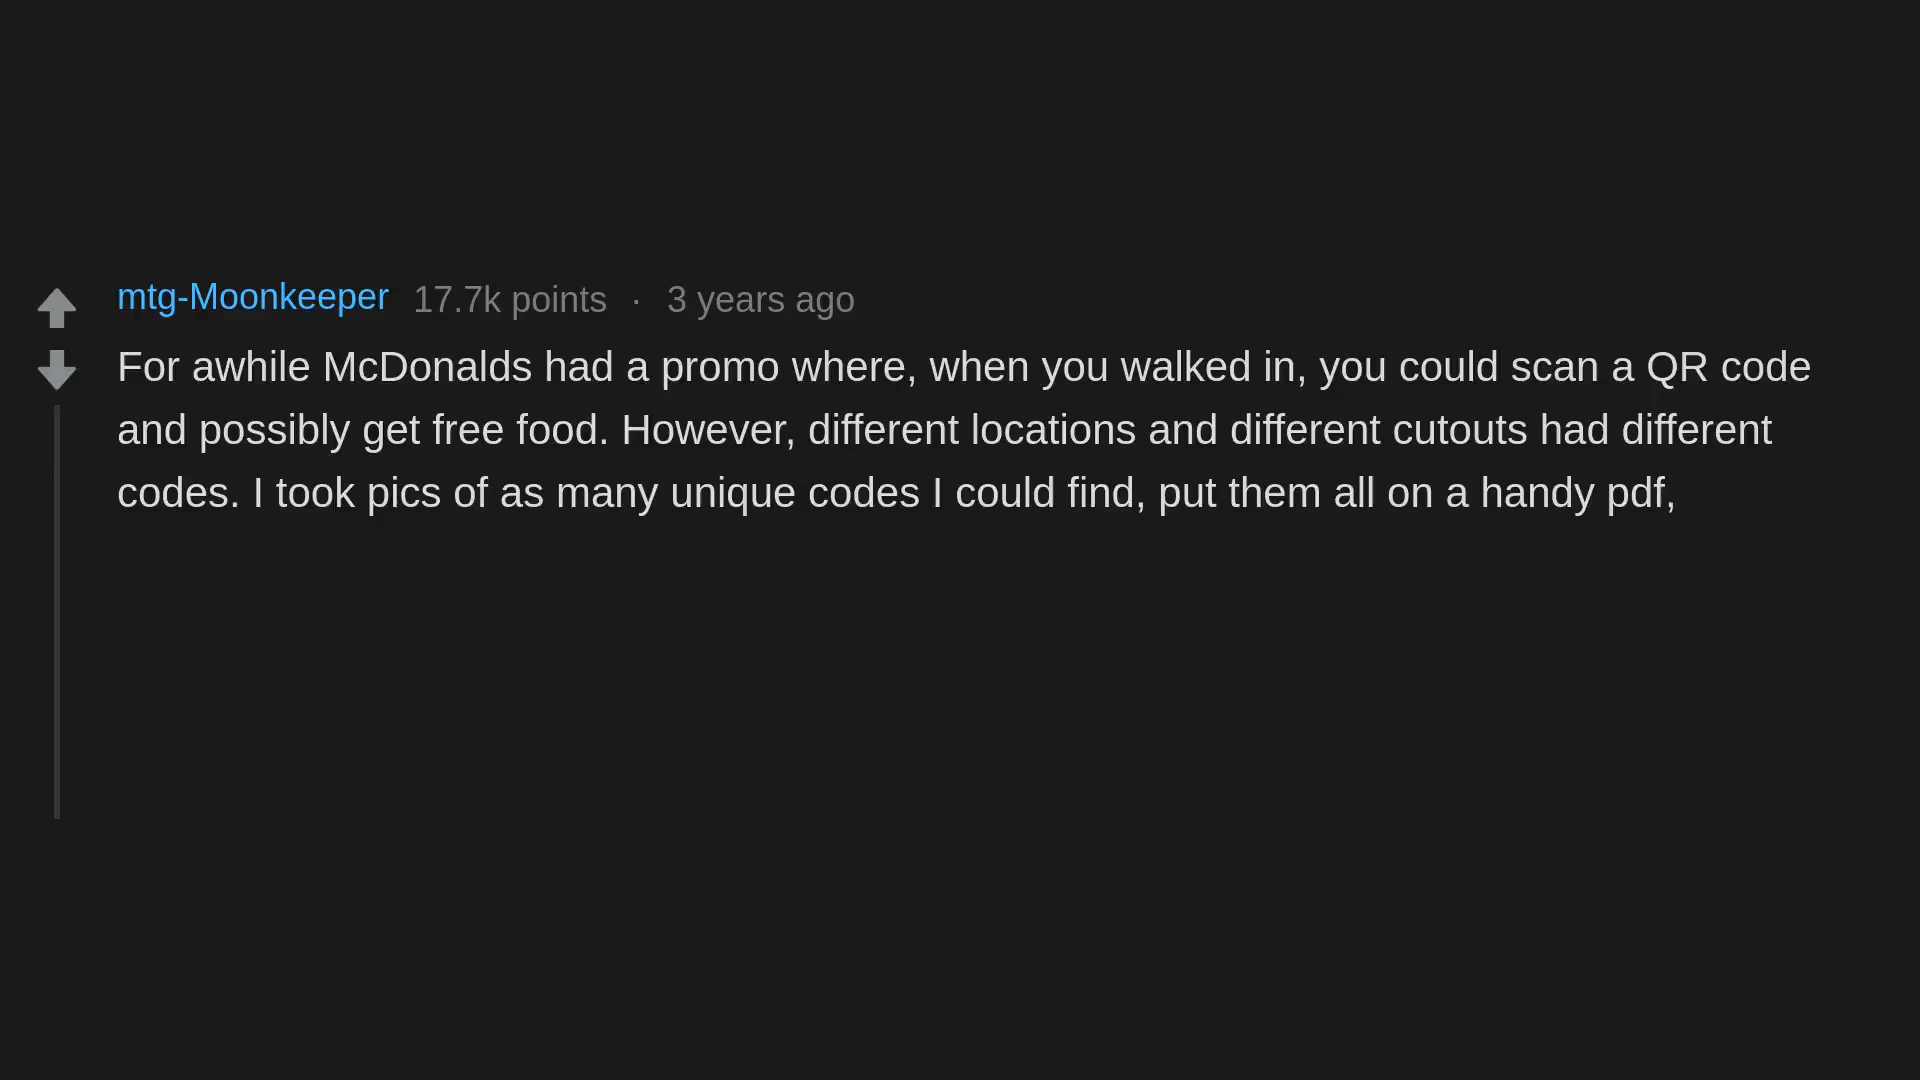 mtg-Moonkeeper 17.7k points · 3 years ago
For awhile McDonalds had a promo where, when you walked in, you could scan a QR code
and possibly get free food. However, different locations and different cutouts had different
codes. I took pics of as many unique codes I could find, put them all on a handy pdf,